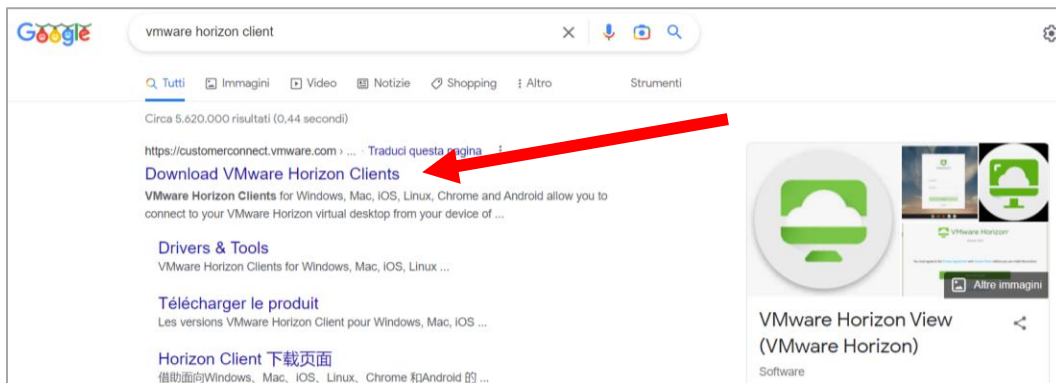 Google
vmware horizon client
Tutti Immagini Video Notizie Shopping Altro Strumenti
Circa 5.620.000 risultati (0,44 secondi)
https://customerconnect.vmware.com › ... · Traduci questa pagina
Download VMware Horizon Clients
VMware Horizon Clients for Windows, Mac, iOS, Linux, Chrome and Android allow you to
connect to your VMware Horizon virtual desktop from your device of ...
Drivers & Tools
VMware Horizon Clients for Windows, Mac, iOS, Linux ...
Télécharger le produit
Les versions VMware Horizon Client pour Windows, Mac, iOS ...
Horizon Client 下载页面
借助面向Windows、Mac、iOS、Linux、Chrome 和Android 的 ...
VMware Horizon
Altre immagini
VMware Horizon View
(VMware Horizon)
Software